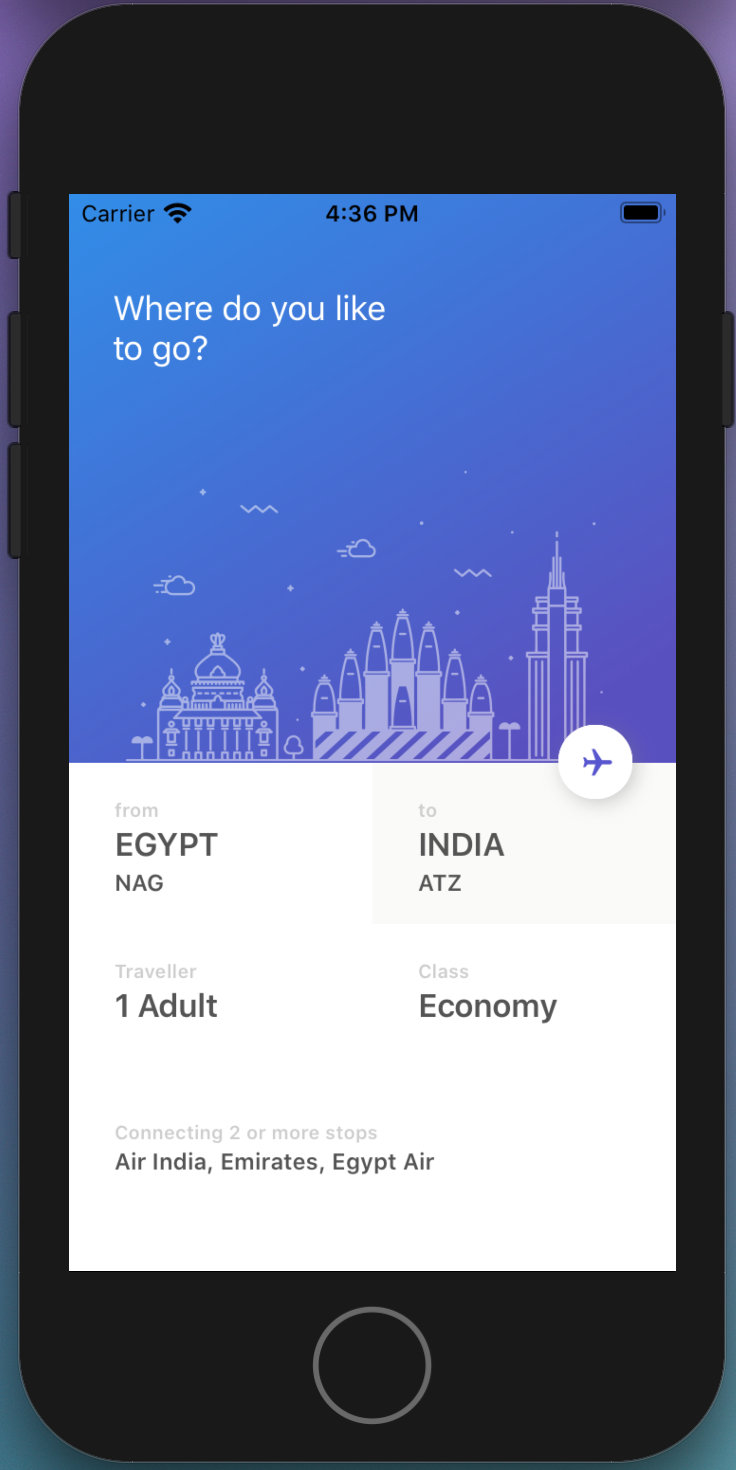 Carrier
4:36 PM
Where do you like
to go?
from
EGYPT
NAG
to
INDIA
ATZ
Traveller
1 Adult
Class
Economy
Connecting 2 or more stops
Air India, Emirates, Egypt Air